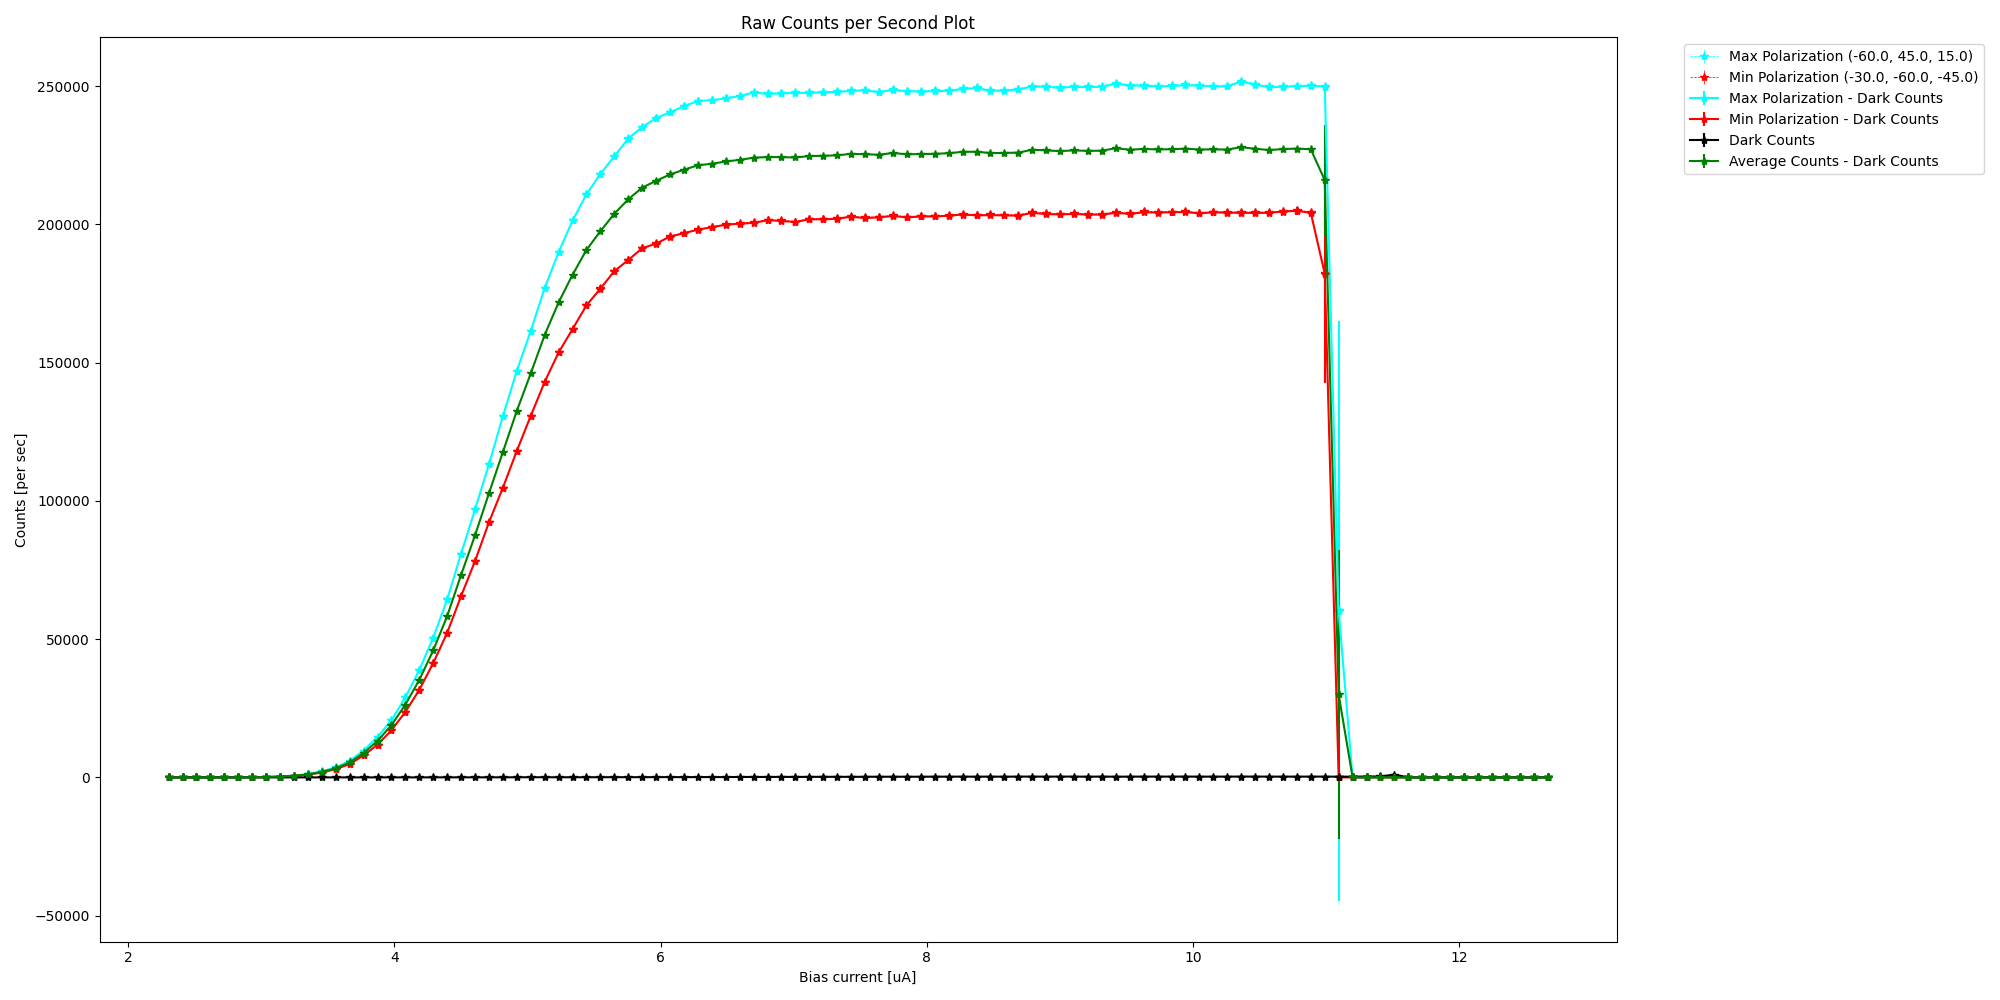 Raw Counts per Second Plot
Max Polarization (-60.0, 45.0, 15.0)
Min Polarization (-30.0, -60.0, -45.0)
Max Polarization - Dark Counts
Min Polarization - Dark Counts
Dark Counts
Average Counts - Dark Counts
Counts [per sec]
250000
200000
150000
100000
50000
0
−50000
2 4 6 8 10 12
Bias current [uA]